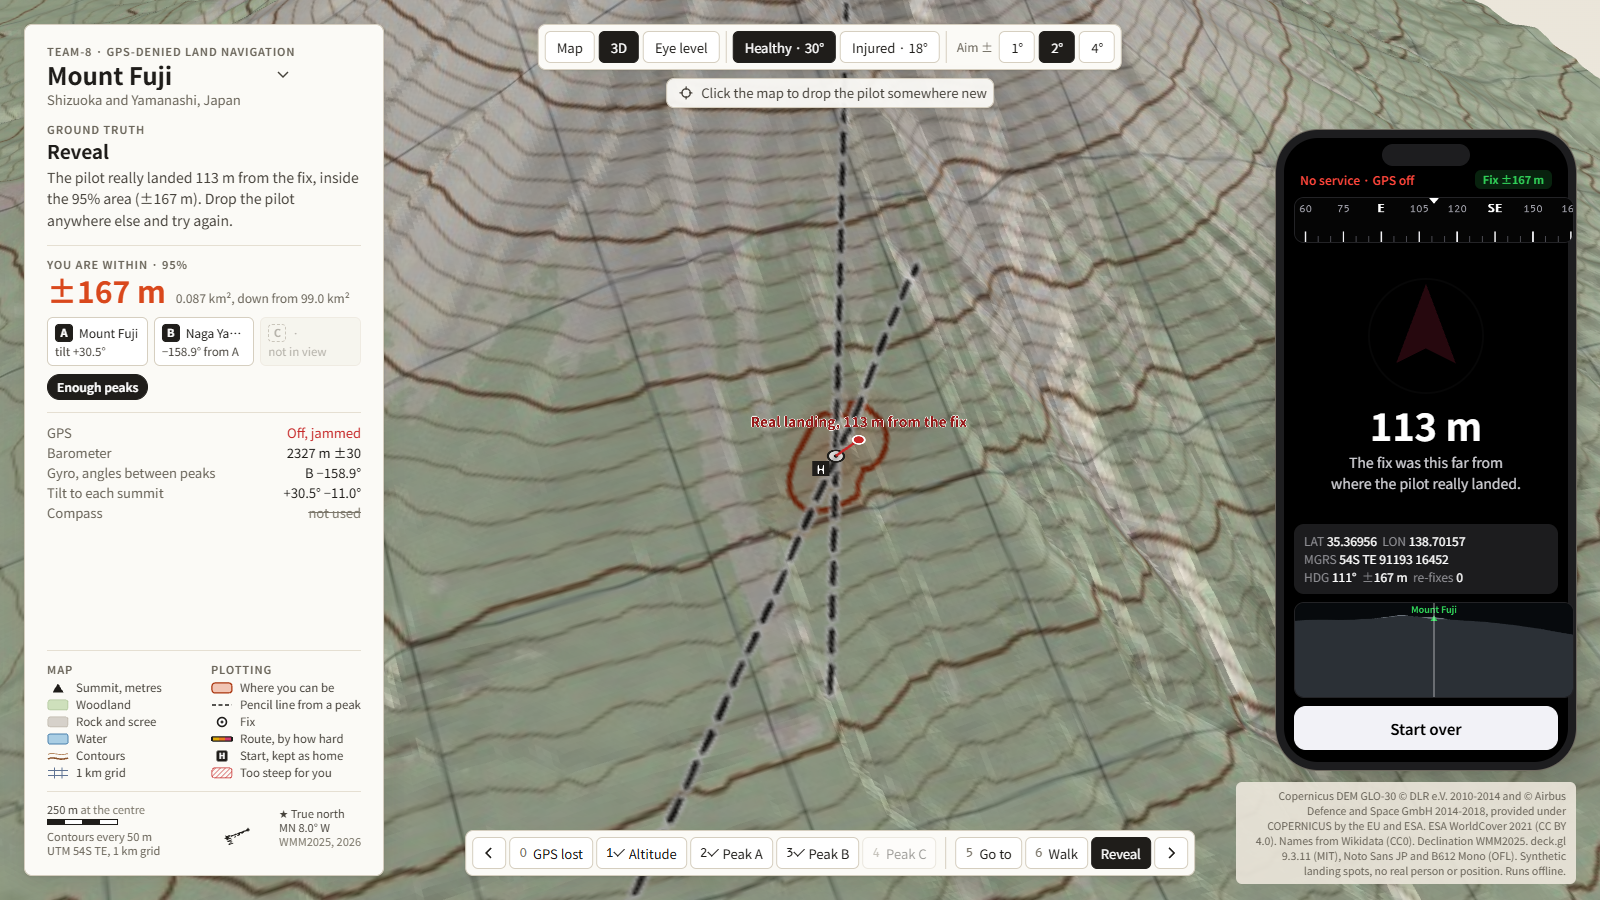 TEAM-8 · GPS-DENIED LAND NAVIGATION
Mount Fuji
Shizuoka and Yamanashi, Japan
GROUND TRUTH
Reveal
The pilot really landed 113 m from the fix, inside
the 95% area (±167 m). Drop the pilot
anywhere else and try again.
YOU ARE WITHIN · 95%
±167 m 0.087 km², down from 99.0 km²
A Mount Fuji
tilt +30.5°
B Naga Ya···
−158.9° from A
C ·
not in view
Enough peaks
GPS Off, jammed
Barometer 2327 m ±30
Gyro, angles between peaks B −158.9°
Tilt to each summit +30.5° −11.0°
Compass not used
MAP
Summit, metres
Woodland
Rock and scree
Water
Contours
1 km grid
PLOTTING
Where you can be
Pencil line from a peak
Fix
Route, by how hard
H Start, kept as home
Too steep for you
250 m at the centre
Contours every 50 m
UTM 54S TE, 1 km grid
★ True north
MN 8.0° W
WMM2025, 2026
Map 3D Eye level Healthy · 30° Injured · 18° Aim ± 1° 2° 4°
Click the map to drop the pilot somewhere new
Real landing, 113 m from the fix
H
0 GPS lost 1✓ Altitude 2✓ Peak A 3✓ Peak B 4 Peak C 5 Go to 6 Walk Reveal
No service · GPS off Fix ±167 m
60 75 E 105 120 SE 150 16
113 m
The fix was this far from
where the pilot really landed.
LAT 35.36956 LON 138.70157
MGRS 54S TE 91193 16452
HDG 111° ±167 m re-fixes 0
Mount Fuji
Start over
Copernicus DEM GLO-30 © DLR e.V. 2010-2014 and © Airbus
Defence and Space GmbH 2014-2018, provided under
COPERNICUS by the EU and ESA. ESA WorldCover 2021 (CC BY
4.0). Names from Wikidata (CC0). Declination WMM2025. deck.gl
9.3.11 (MIT), Noto Sans JP and B612 Mono (OFL). Synthetic
landing spots, no real person or position. Runs offline.